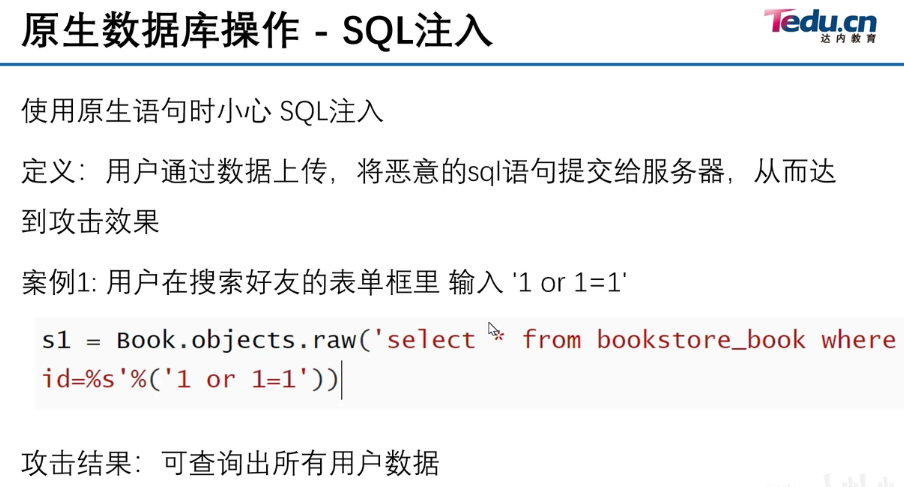 原生数据库操作 - SQL注入
Tedu.cn
达内教育
使用原生语句时小心 SQL注入
定义：用户通过数据上传，将恶意的sql语句提交给服务器，从而达
到攻击效果
案例1: 用户在搜索好友的表单框里 输入 '1 or 1=1'
s1 = Book.objects.raw('select * from bookstore_book where
id=%s'%('1 or 1=1'))
攻击结果：可查询出所有用户数据